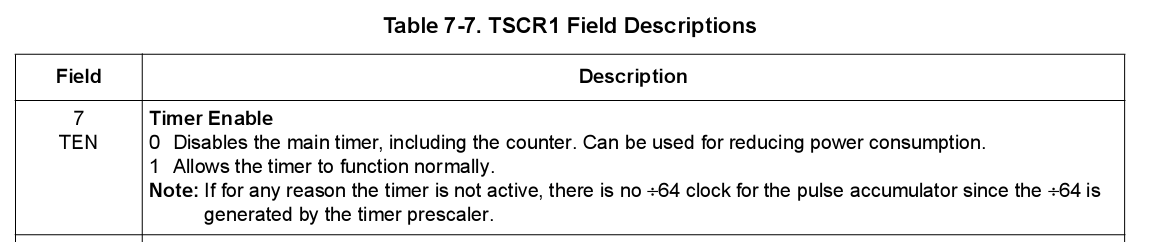 Table 7-7. TSCR1 Field Descriptions
Field Description
7 Timer Enable
TEN 0 Disables the main timer, including the counter. Can be used for reducing power consumption.
1 Allows the timer to function normally.
Note: If for any reason the timer is not active, there is no ÷64 clock for the pulse accumulator since the ÷64 is
generated by the timer prescaler.